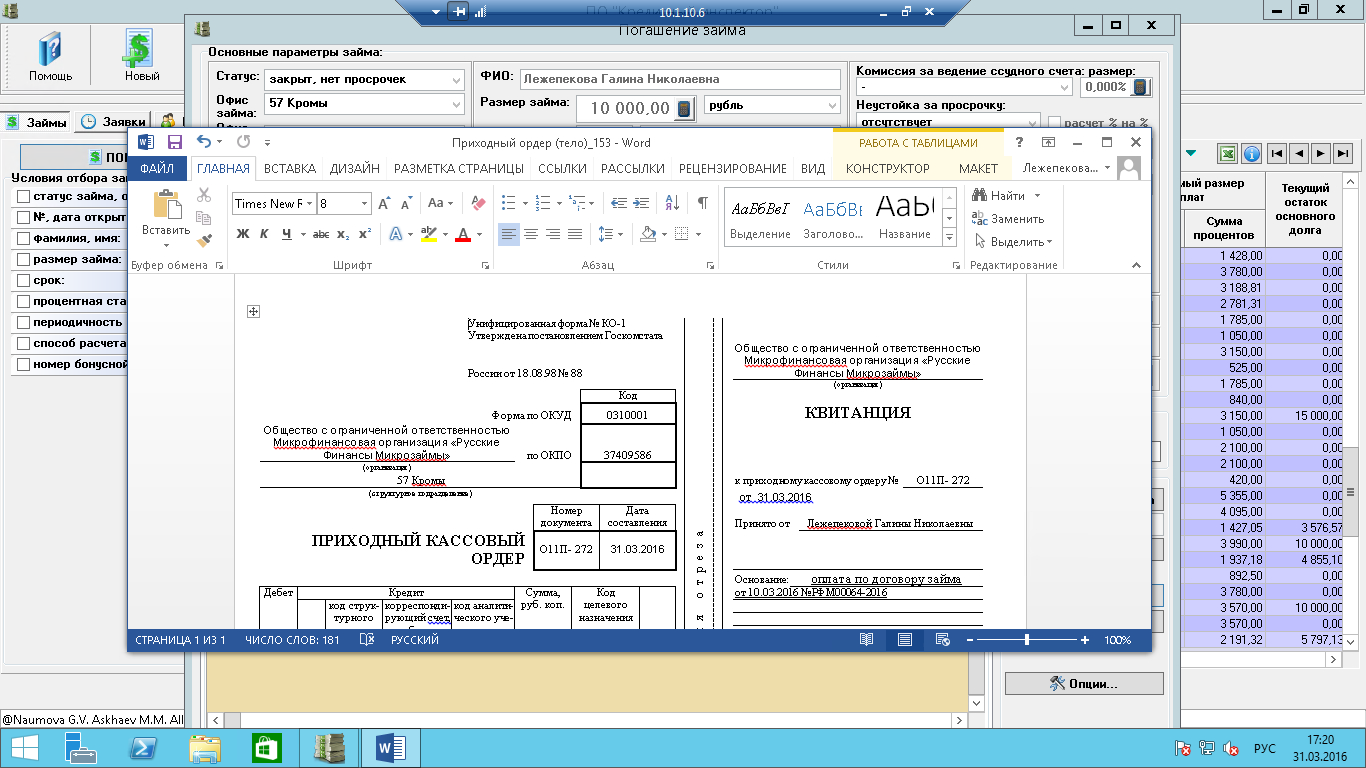 10.1.10.6
Погашение займа
Помощь
Новый
Займы
Заявки
Условия отбора за
статус займа, о
№, дата открыт
Фамилия, имя:
размер займа:
срок:
процентная ста
периодичность
способ расчета
номер бонусной
Основные параметры займа:
Статус: закрыт, нет просрочек
Офис займа: 57 Кромы
ФИО: Лежепекова Галина Николаевна
Размер займа: 10 000,00 рубль
Комиссия за ведение ссудного счета: размер:
- 0,000%
Неустойка за просрочку:
отсутствует расчет % на %
Приходный ордер (тело)_153 - Word
РАБОТА С ТАБЛИЦАМИ
ФАЙЛ ГЛАВНАЯ ВСТАВКА ДИЗАЙН РАЗМЕТКА СТРАНИЦЫ ССЫЛКИ РАССЫЛКИ РЕЦЕНЗИРОВАНИЕ ВИД КОНСТРУКТОР МАКЕТ Лежепекова...
Вставить
Times New F 8
Ж К Ч abc x₂ x²
АаБбВвІ АаБбВв АаБб
Выделение Заголово... Название
Найти
Заменить
Выделить
Буфер обмена Шрифт Абзац Стили Редактирование
Унифицированная форма № КО-1
Утверждена постановлением Госкомстата
России от 18.08.98 № 88
Код
Форма по ОКУД 0310001
Общество с ограниченной ответственностью
Микрофинансовая организация «Русские
Финансы Микрозаймы» по ОКПО 37409586
(организация)
57 Кромы
(структурное подразделение)
Номер документа
Дата составления
ПРИХОДНЫЙ КАССОВЫЙ
ОРДЕР
О11П- 272 31.03.2016
Дебет Кредит Сумма, руб. коп. Код целевого назначения
код струк-
турного
корреспонди-
рующий счет,
код аналити-
ческого уче-
отреза
Общество с ограниченной ответственностью
Микрофинансовая организация «Русские
Финансы Микрозаймы»
(организация)
КВИТАНЦИЯ
к приходному кассовому ордеру № О11П- 272
от 31.03.2016
Принято от Лежепековой Галины Николаевны
Основание: оплата по договору займа
от 10.03.2016 №РФМ00064-2016
СТРАНИЦА 1 ИЗ 1 ЧИСЛО СЛОВ: 181 РУССКИЙ 100%
мый размер
плат
Сумма процентов
Текущий остаток основного долга
1 428,00 0,00
3 780,00 0,00
3 188,81 0,00
2 781,31 0,00
1 785,00 0,00
1 050,00 0,00
3 150,00 0,00
525,00 0,00
1 785,00 0,00
840,00 0,00
3 150,00 15 000,00
1 050,00 0,00
2 100,00 0,00
2 100,00 0,00
420,00 0,00
5 355,00 0,00
4 095,00 0,00
1 427,05 3 576,57
3 990,00 10 000,00
1 937,18 4 855,10
892,50 0,00
3 780,00 0,00
3 570,00 10 000,00
3 570,00 0,00
2 191,32 5 797,13
Опции...
@Naumova G.V. Askhaev M.M. All
РУС
17:20
31.03.2016